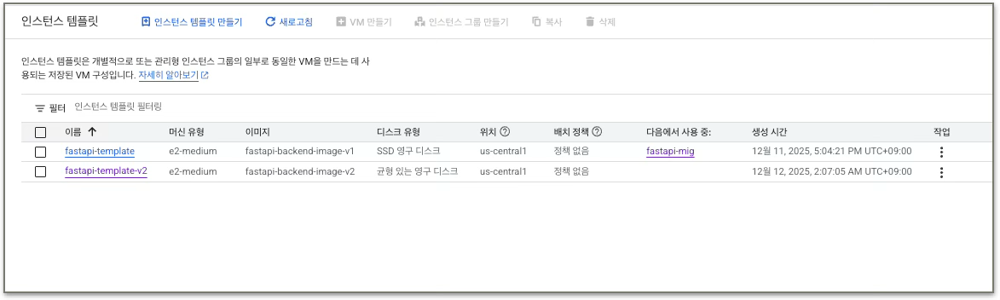 인스턴스 템플릿 인스턴스 템플릿 만들기 새로고침 VM 만들기 인스턴스 그룹 만들기 복사 삭제
인스턴스 템플릿은 개별적으로 또는 관리형 인스턴스 그룹의 일부로 동일한 VM을 만드는 데 사
용되는 저장된 VM 구성입니다. 자세히 알아보기
필터 인스턴스 템플릿 필터링
이름 머신 유형 이미지 디스크 유형 위치 배치 정책 다음에서 사용 중: 생성 시간 작업
fastapi-template e2-medium fastapi-backend-image-v1 SSD 영구 디스크 us-central1 정책 없음 fastapi-mig 12월 11, 2025, 5:04:21 PM UTC+09:00
fastapi-template-v2 e2-medium fastapi-backend-image-v2 균형 있는 영구 디스크 us-central1 정책 없음 12월 12, 2025, 2:07:05 AM UTC+09:00